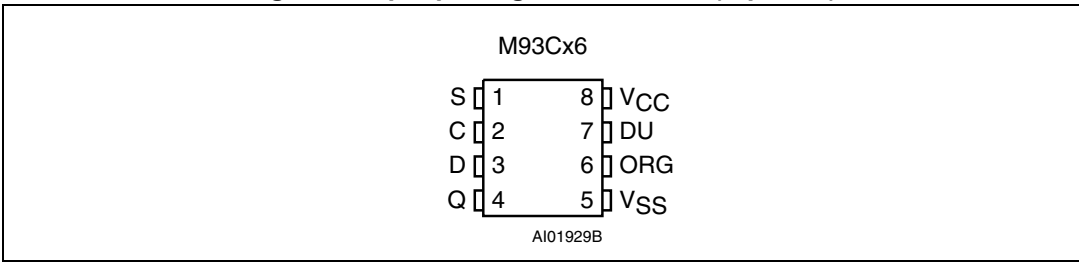 M93Cx6
S 1 8 VCC
C 2 7 DU
D 3 6 ORG
Q 4 5 VSS
AI01929B